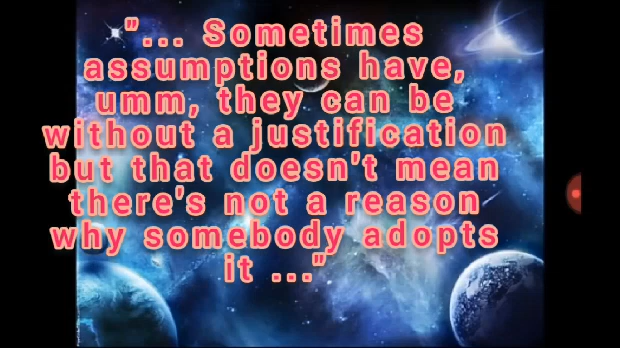 "... Sometimes
assumptions have,
umm, they can be
without a justification
but that doesn't mean
there's not a reason
why somebody adopts
it ..."